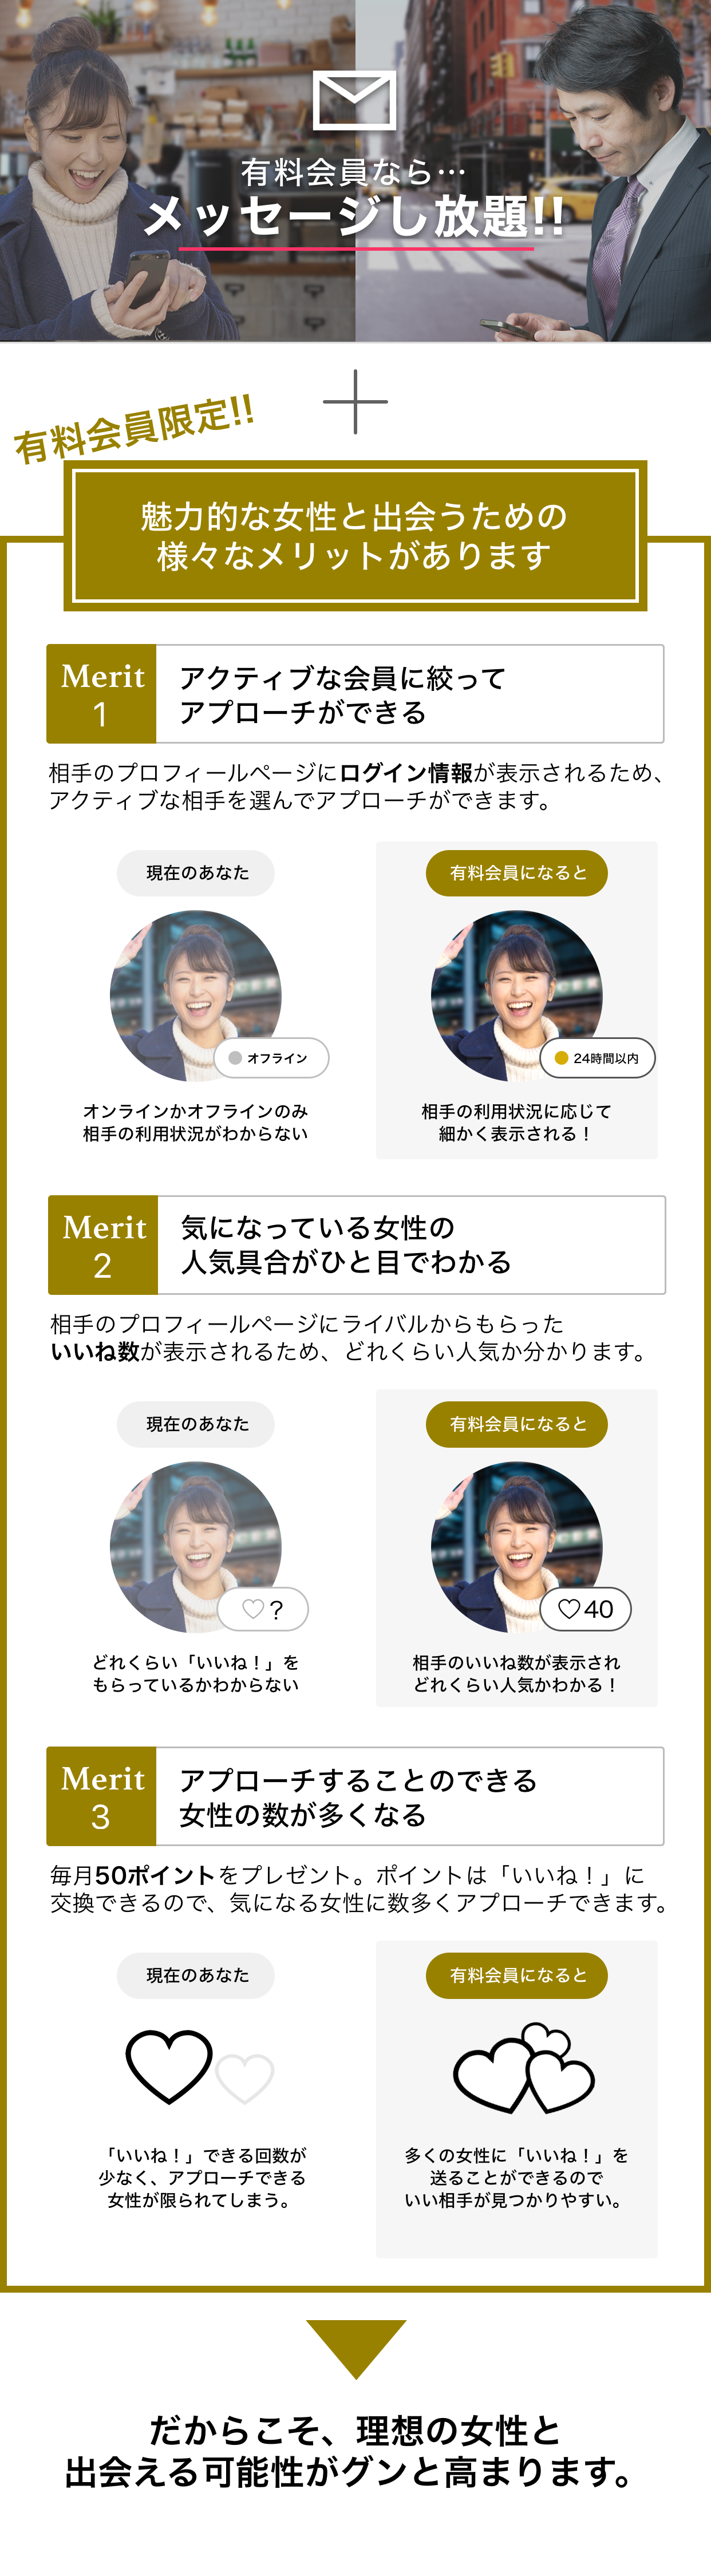 有料会員なら…
メッセージし放題!!
有料会員限定!!
魅力的な女性と出会うための
様々なメリットがあります
Merit
1
アクティブな会員に絞って
アプローチができる
相手のプロフィールページにログイン情報が表示されるため、
アクティブな相手を選んでアプローチができます。
現在のあなた
有料会員になると
オフライン
24時間以内
オンラインかオフラインのみ
相手の利用状況がわからない
相手の利用状況に応じて
細かく表示される！
Merit
2
気になっている女性の
人気具合がひと目でわかる
相手のプロフィールページにライバルからもらった
いいね数が表示されるため、どれくらい人気か分かります。
現在のあなた
有料会員になると
♡?
♡40
どれくらい「いいね！」を
もらっているかわからない
相手のいいね数が表示され
どれくらい人気かわかる！
Merit
3
アプローチすることのできる
女性の数が多くなる
毎月50ポイントをプレゼント。ポイントは「いいね！」に
交換できるので、気になる女性に数多くアプローチできます。
現在のあなた
有料会員になると
「いいね！」できる回数が
少なく、アプローチできる
女性が限られてしまう。
多くの女性に「いいね！」を
送ることができるので
いい相手が見つかりやすい。
だからこそ、理想の女性と
出会える可能性がグンと高まります。